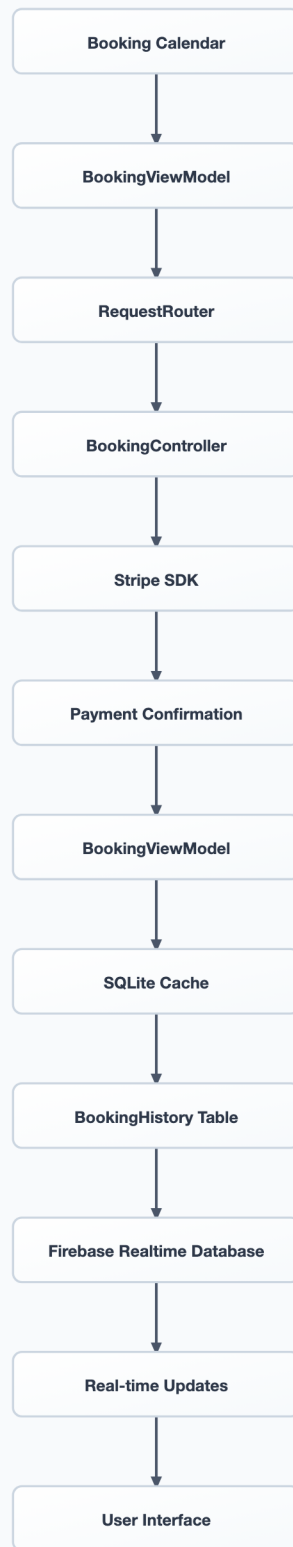 Booking Calendar
BookingViewModel
RequestRouter
BookingController
Stripe SDK
Payment Confirmation
BookingViewModel
SQLite Cache
BookingHistory Table
Firebase Realtime Database
Real-time Updates
User Interface